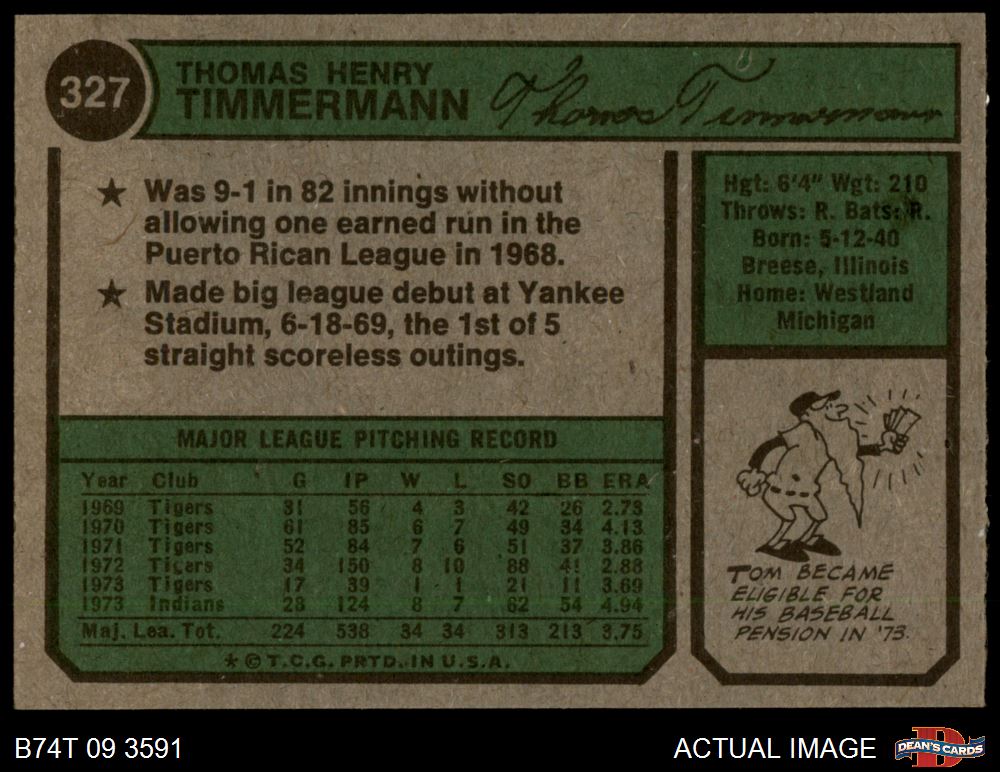 327
THOMAS HENRY
TIMMERMANN
Thomas Timmermann
★ Was 9-1 in 82 innings without
allowing one earned run in the
Puerto Rican League in 1968.
★ Made big league debut at Yankee
Stadium, 6-18-69, the 1st of 5
straight scoreless outings.
Hgt: 6'4" Wgt: 210
Throws: R. Bats: R.
Born: 5-12-40
Breese, Illinois
Home: Westland
Michigan
MAJOR LEAGUE PITCHING RECORD
Year Club G IP W L SO BB ERA
1969 Tigers 31 56 4 3 42 26 2.73
1970 Tigers 61 85 6 7 49 34 4.13
1971 Tigers 52 84 7 6 51 37 3.86
1972 Tigers 34 150 8 10 88 41 2.88
1973 Tigers 17 39 1 1 21 11 3.69
1973 Indians 28 124 8 7 62 54 4.94
Maj. Lea. Tot. 224 538 34 34 313 213 3.75
★ © T.C.G. PRTD. IN U.S.A.
TOM BECAME
ELIGIBLE FOR
HIS BASEBALL
PENSION IN '73.
B74T 09 3591
ACTUAL IMAGE
D
DEAN'S CARDS